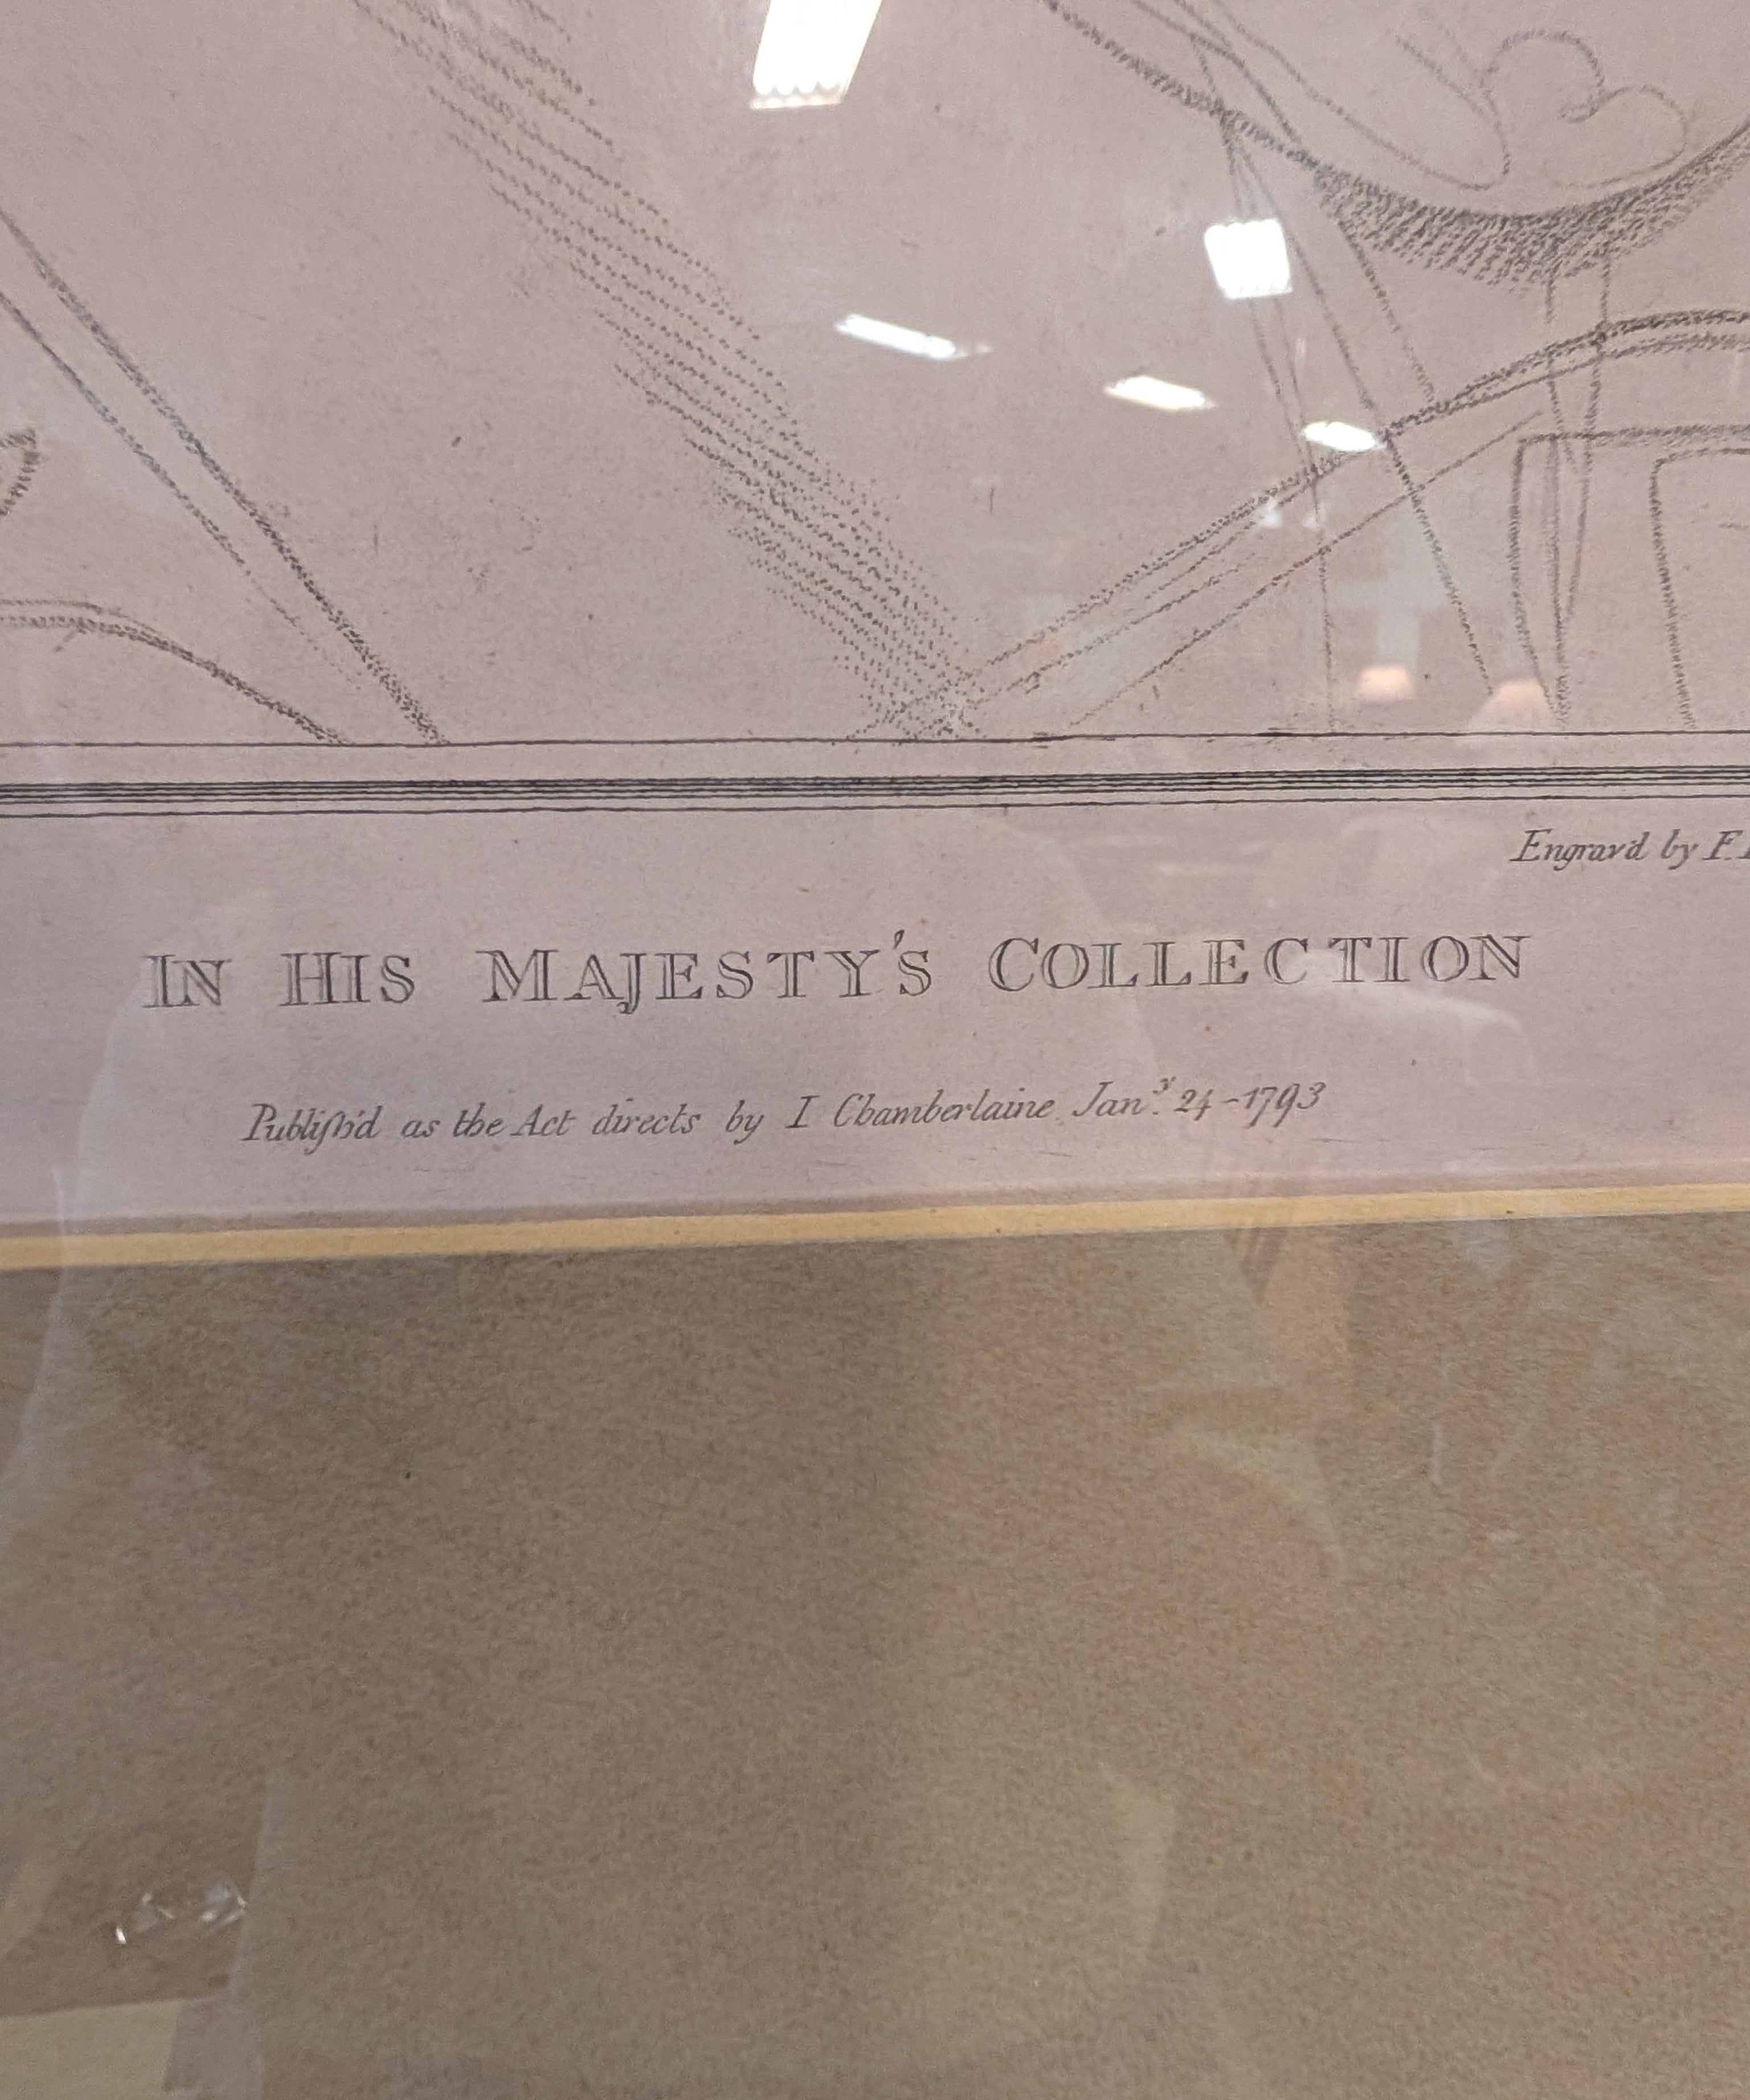 Engrav'd by F.
IN HIS MAJESTY'S COLLECTION
Publiſh'd as the Act directs by I Chamberlaine Jan.y 24-1793